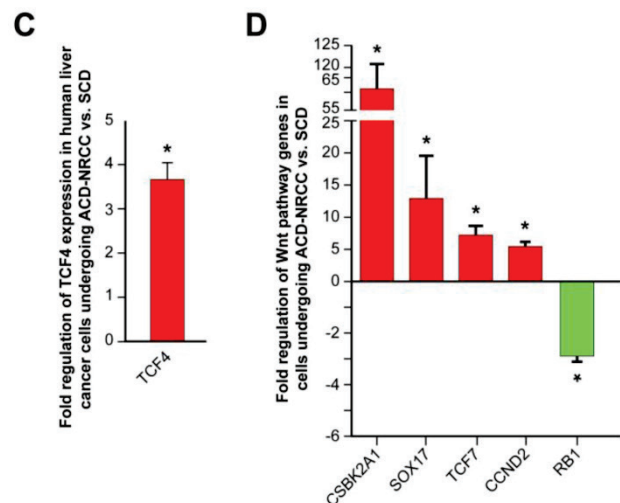 C
Fold regulation of TCF4 expression in human liver
cancer cells undergoing ACD-NRCC vs. SCD
5
4
3
2
1
0
*
TCF4
D
Fold regulation of Wnt pathway genes in
cells undergoing ACD-NRCC vs. SCD
125
120
65
55
25
20
15
10
5
0
-2
-4
-6
*
*
*
*
*
CSBK2A1
SOX17
TCF7
CCND2
RB1